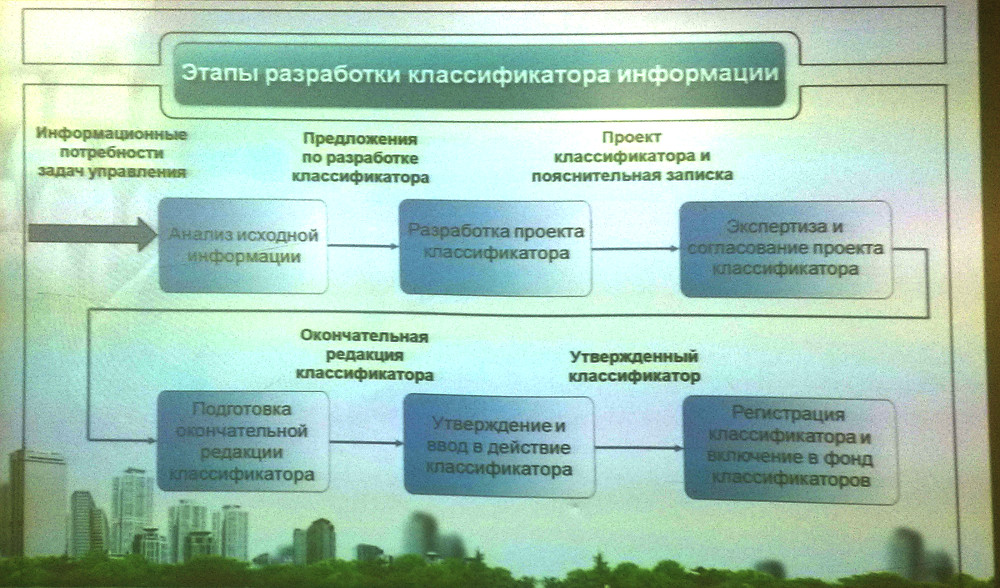 Этапы разработки классификатора информации
Информационные
потребности
задач управления
Предложения
по разработке
классификатора
Проект
классификатора и
пояснительная записка
Анализ исходной
информации
Разработка проекта
классификатора
Экспертиза и
согласование проекта
классификатора
Окончательная
редакция
классификатора
Утвержденный
классификатор
Подготовка
окончательной
редакции
классификатора
Утверждение и
ввод в действие
классификатора
Регистрация
классификатора и
включение в фонд
классификаторов